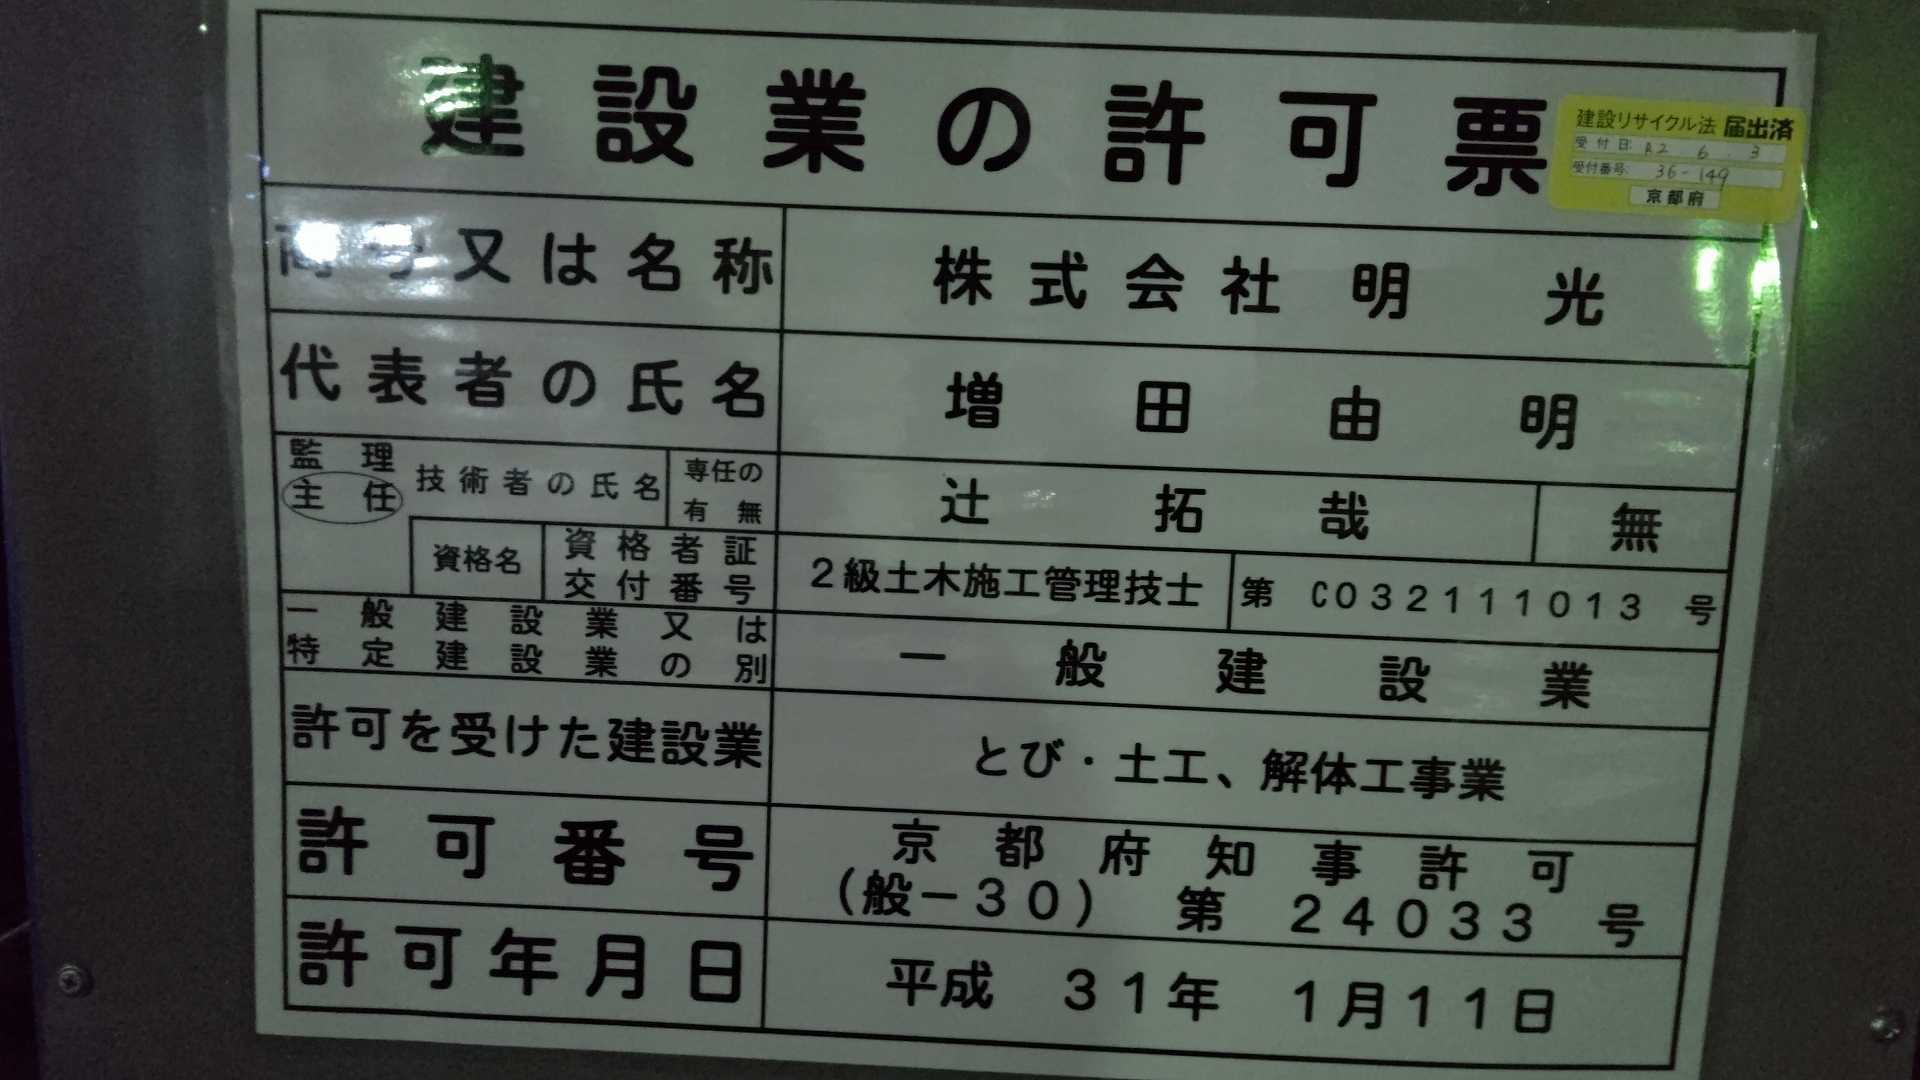 建設業の許可票
建設リサイクル法 届出済
受付日: R2 6.3
受付番号: 36-149
京都府
商号又は名称
株式会社 明光
代表者の氏名
増田由明
監理
主任
技術者の氏名
専任の
有無
辻拓哉
無
資格名
資格者証
交付番号
2級土木施工管理技士
第 C032111013 号
一般建設業又は
特定建設業の別
一般建設業
許可を受けた建設業
とび・土工、解体工事業
許可番号
京都府知事許可
(般－30) 第 24033 号
許可年月日
平成 31年 1月11日